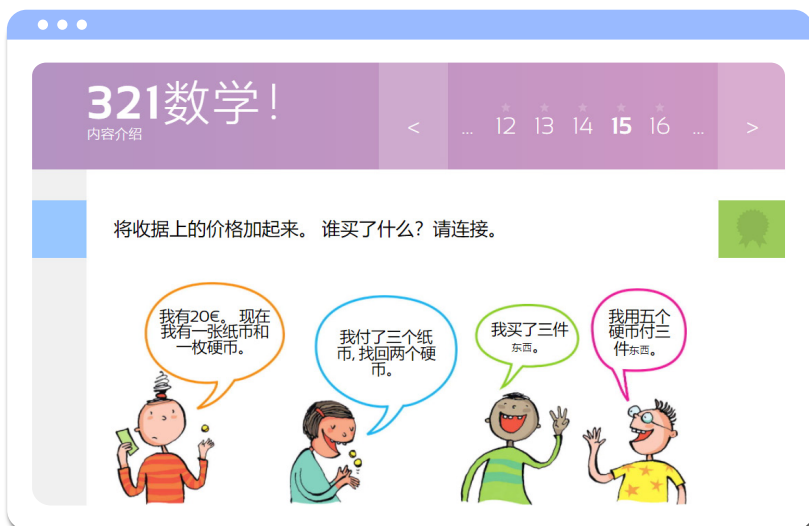 321数学！
内容介绍
< ... 12 13 14 15 16 ... >
将收据上的价格加起来。 谁买了什么？请连接。
我有20€。 现在
我有一张纸币和
一枚硬币。
我付了三个纸
币, 找回两个硬
币。
我买了三件
东西。
我用五个
硬币付三
件东西。